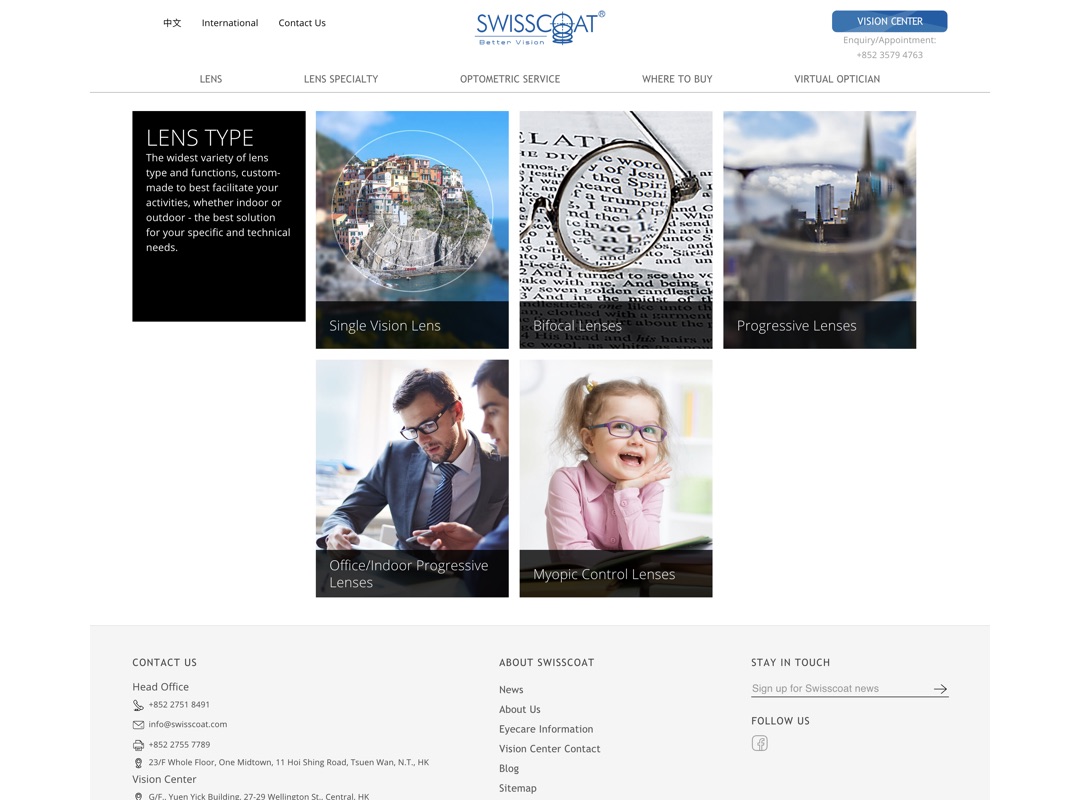 中文 International Contact Us
SWISSCOAT®
Better Vision
VISION CENTER
Enquiry/Appointment:
+852 3579 4763
LENS LENS SPECIALTY OPTOMETRIC SERVICE WHERE TO BUY VIRTUAL OPTICIAN
LENS TYPE
The widest variety of lens
type and functions, custom-
made to best facilitate your
activities, whether indoor or
outdoor - the best solution
for your specific and technical
needs.
Single Vision Lens
Bifocal Lenses
Progressive Lenses
Office/Indoor Progressive
Lenses
Myopic Control Lenses
CONTACT US
Head Office
+852 2751 8491
info@swisscoat.com
+852 2755 7789
23/F Whole Floor, One Midtown, 11 Hoi Shing Road, Tsuen Wan, N.T., HK
Vision Center
G/F., Yuen Yick Building, 27-29 Wellington St., Central, HK
ABOUT SWISSCOAT
News
About Us
Eyecare Information
Vision Center Contact
Blog
Sitemap
STAY IN TOUCH
Sign up for Swisscoat news
FOLLOW US